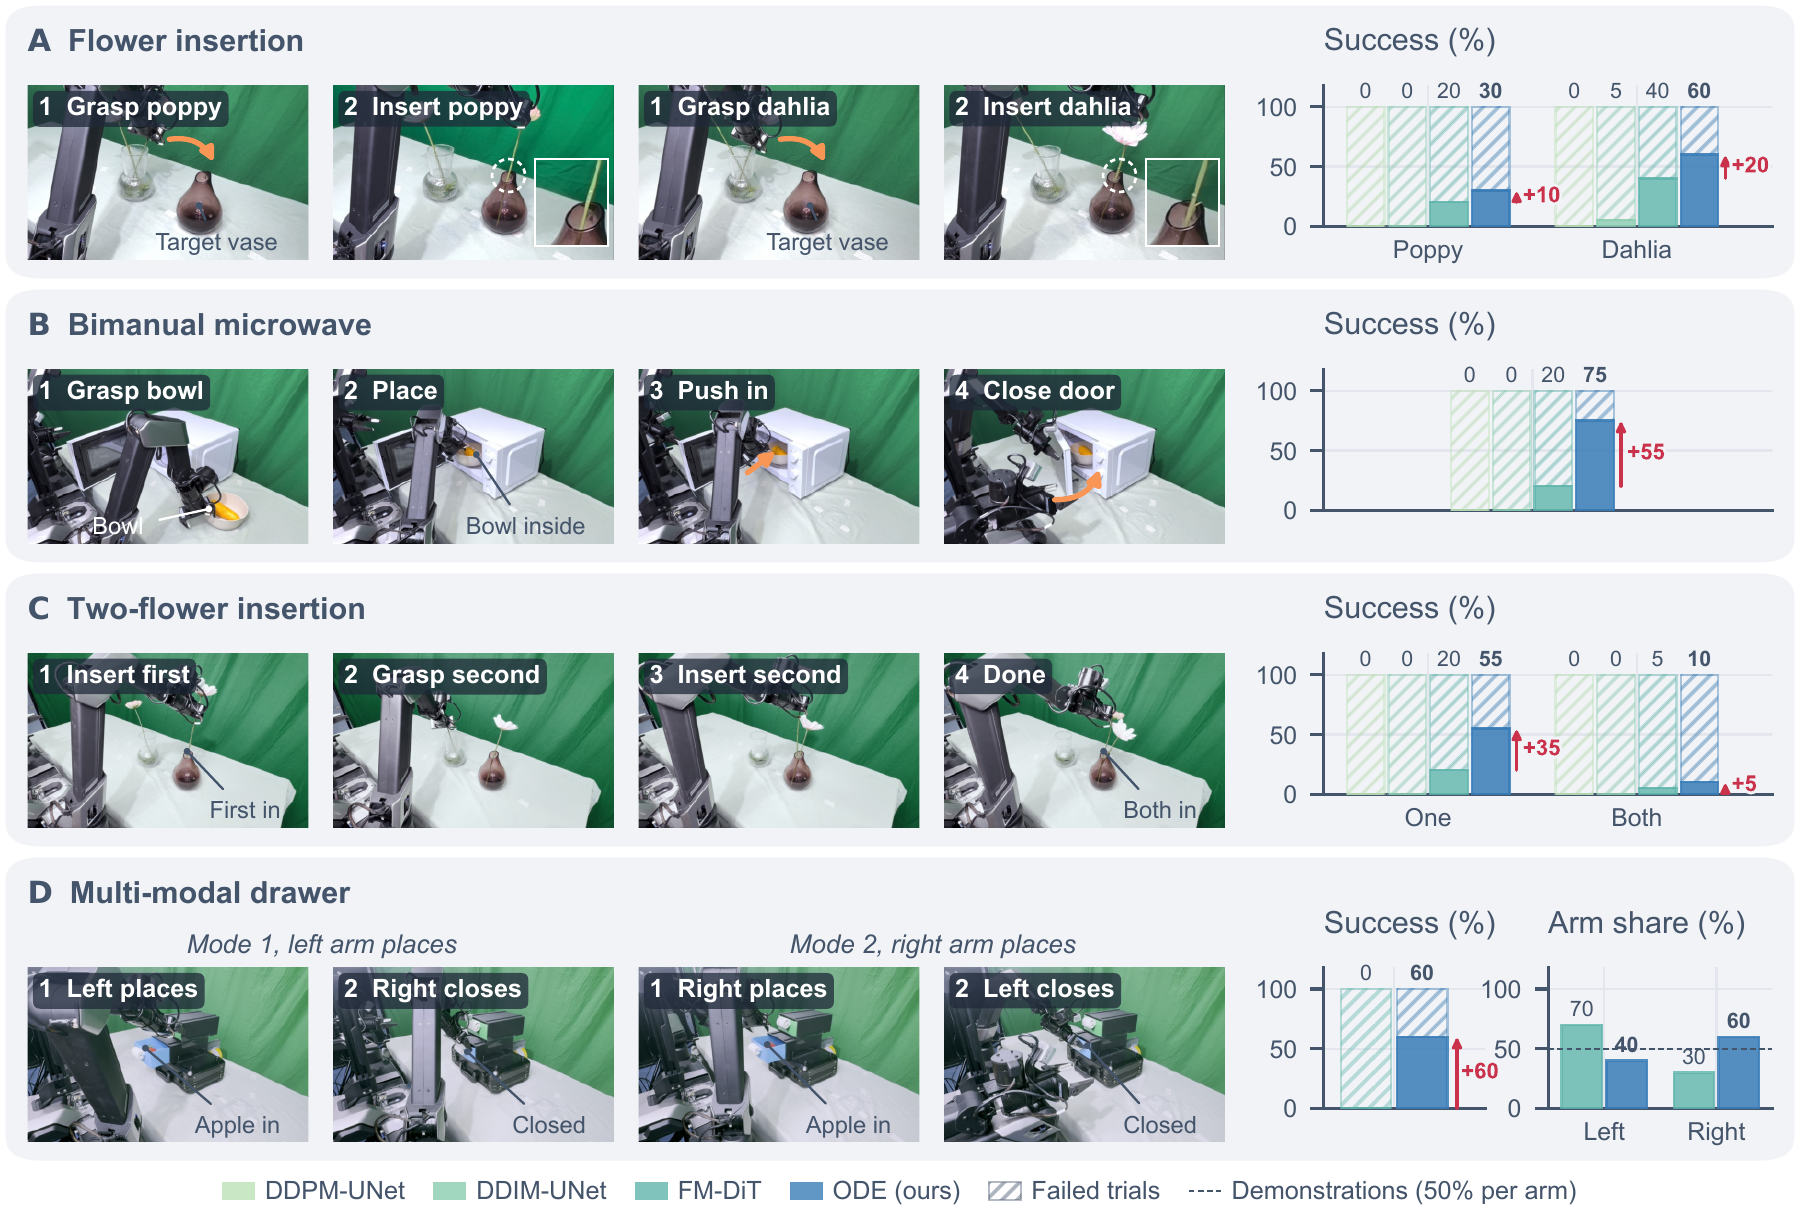 A Flower insertion
Success (%)
1 Grasp poppy
2 Insert poppy
1 Grasp dahlia
2 Insert dahlia
Target vase
Target vase
0 0 20 30 0 5 40 60
100
50
0
+10
+20
Poppy
Dahlia
B Bimanual microwave
Success (%)
1 Grasp bowl
2 Place
3 Push in
4 Close door
Bowl
Bowl inside
0 0 20 75
100
50
0
+55
C Two-flower insertion
Success (%)
1 Insert first
2 Grasp second
3 Insert second
4 Done
First in
Both in
0 0 20 55 0 0 5 10
100
50
0
+35
+5
One
Both
D Multi-modal drawer
Mode 1, left arm places
Mode 2, right arm places
Success (%)
Arm share (%)
1 Left places
2 Right closes
1 Right places
2 Left closes
Apple in
Closed
Apple in
Closed
0 60
100
50
0
+60
100
50
0
70
40
30
60
Left
Right
DDPM-UNet
DDIM-UNet
FM-DiT
ODE (ours)
Failed trials
Demonstrations (50% per arm)